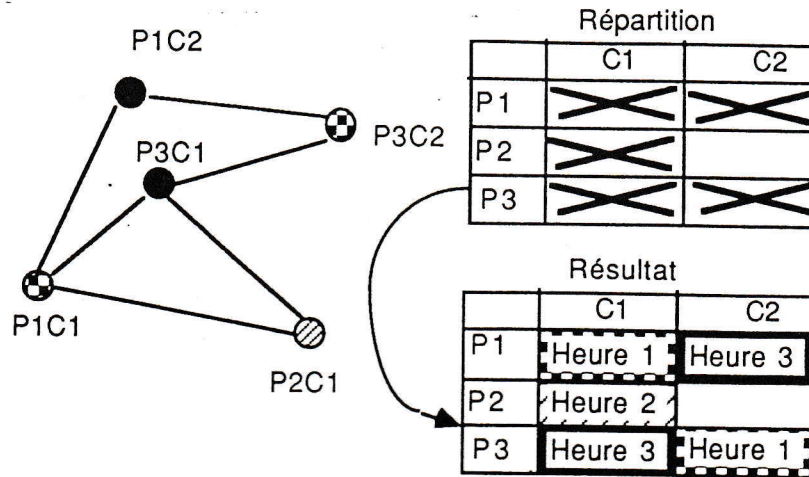 P1C2
P3C2
P3C1
P1C1
P2C1
Répartition
C1 C2
P1
P2
P3
Résultat
C1 C2
P1 Heure 1 Heure 3
P2 Heure 2
P3 Heure 3 Heure 1